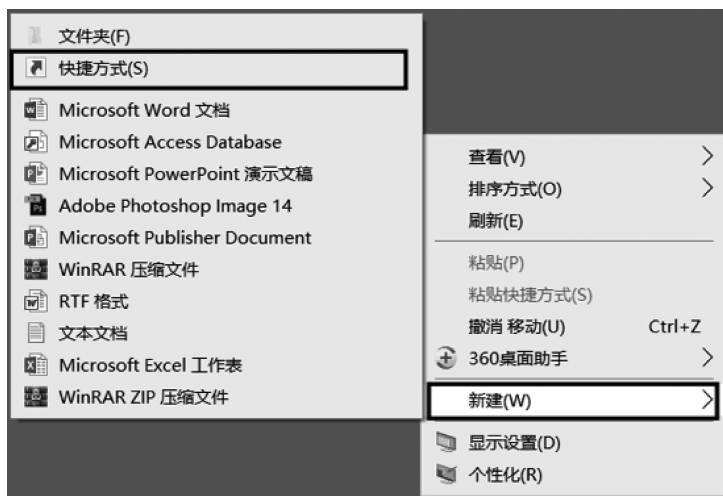 文件夹(F)
快捷方式(S)
Microsoft Word 文档
Microsoft Access Database
Microsoft PowerPoint 演示文稿
Adobe Photoshop Image 14
Microsoft Publisher Document
WinRAR 压缩文件
RTF 格式
文本文档
Microsoft Excel 工作表
WinRAR ZIP 压缩文件
查看(V)
排序方式(O)
刷新(E)
粘贴(P)
粘贴快捷方式(S)
撤消 移动(U) Ctrl+Z
360桌面助手
新建(W)
显示设置(D)
个性化(R)